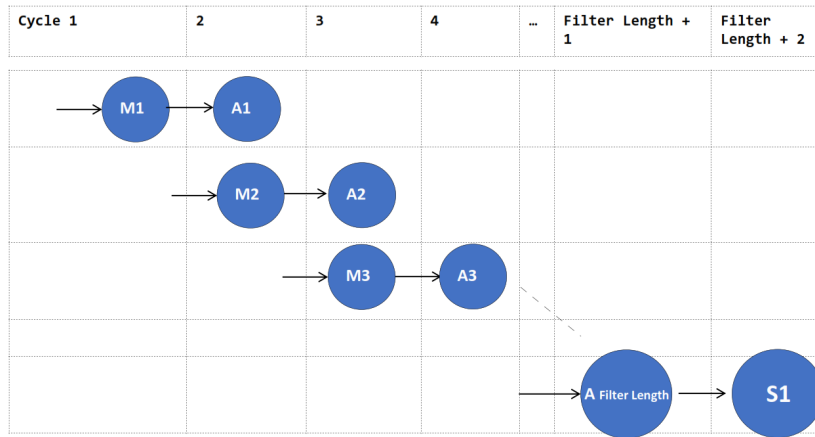 Cycle 1 2 3 4 … Filter Length + 1 Filter Length + 2
M1 A1
M2 A2
M3 A3
A Filter Length S1